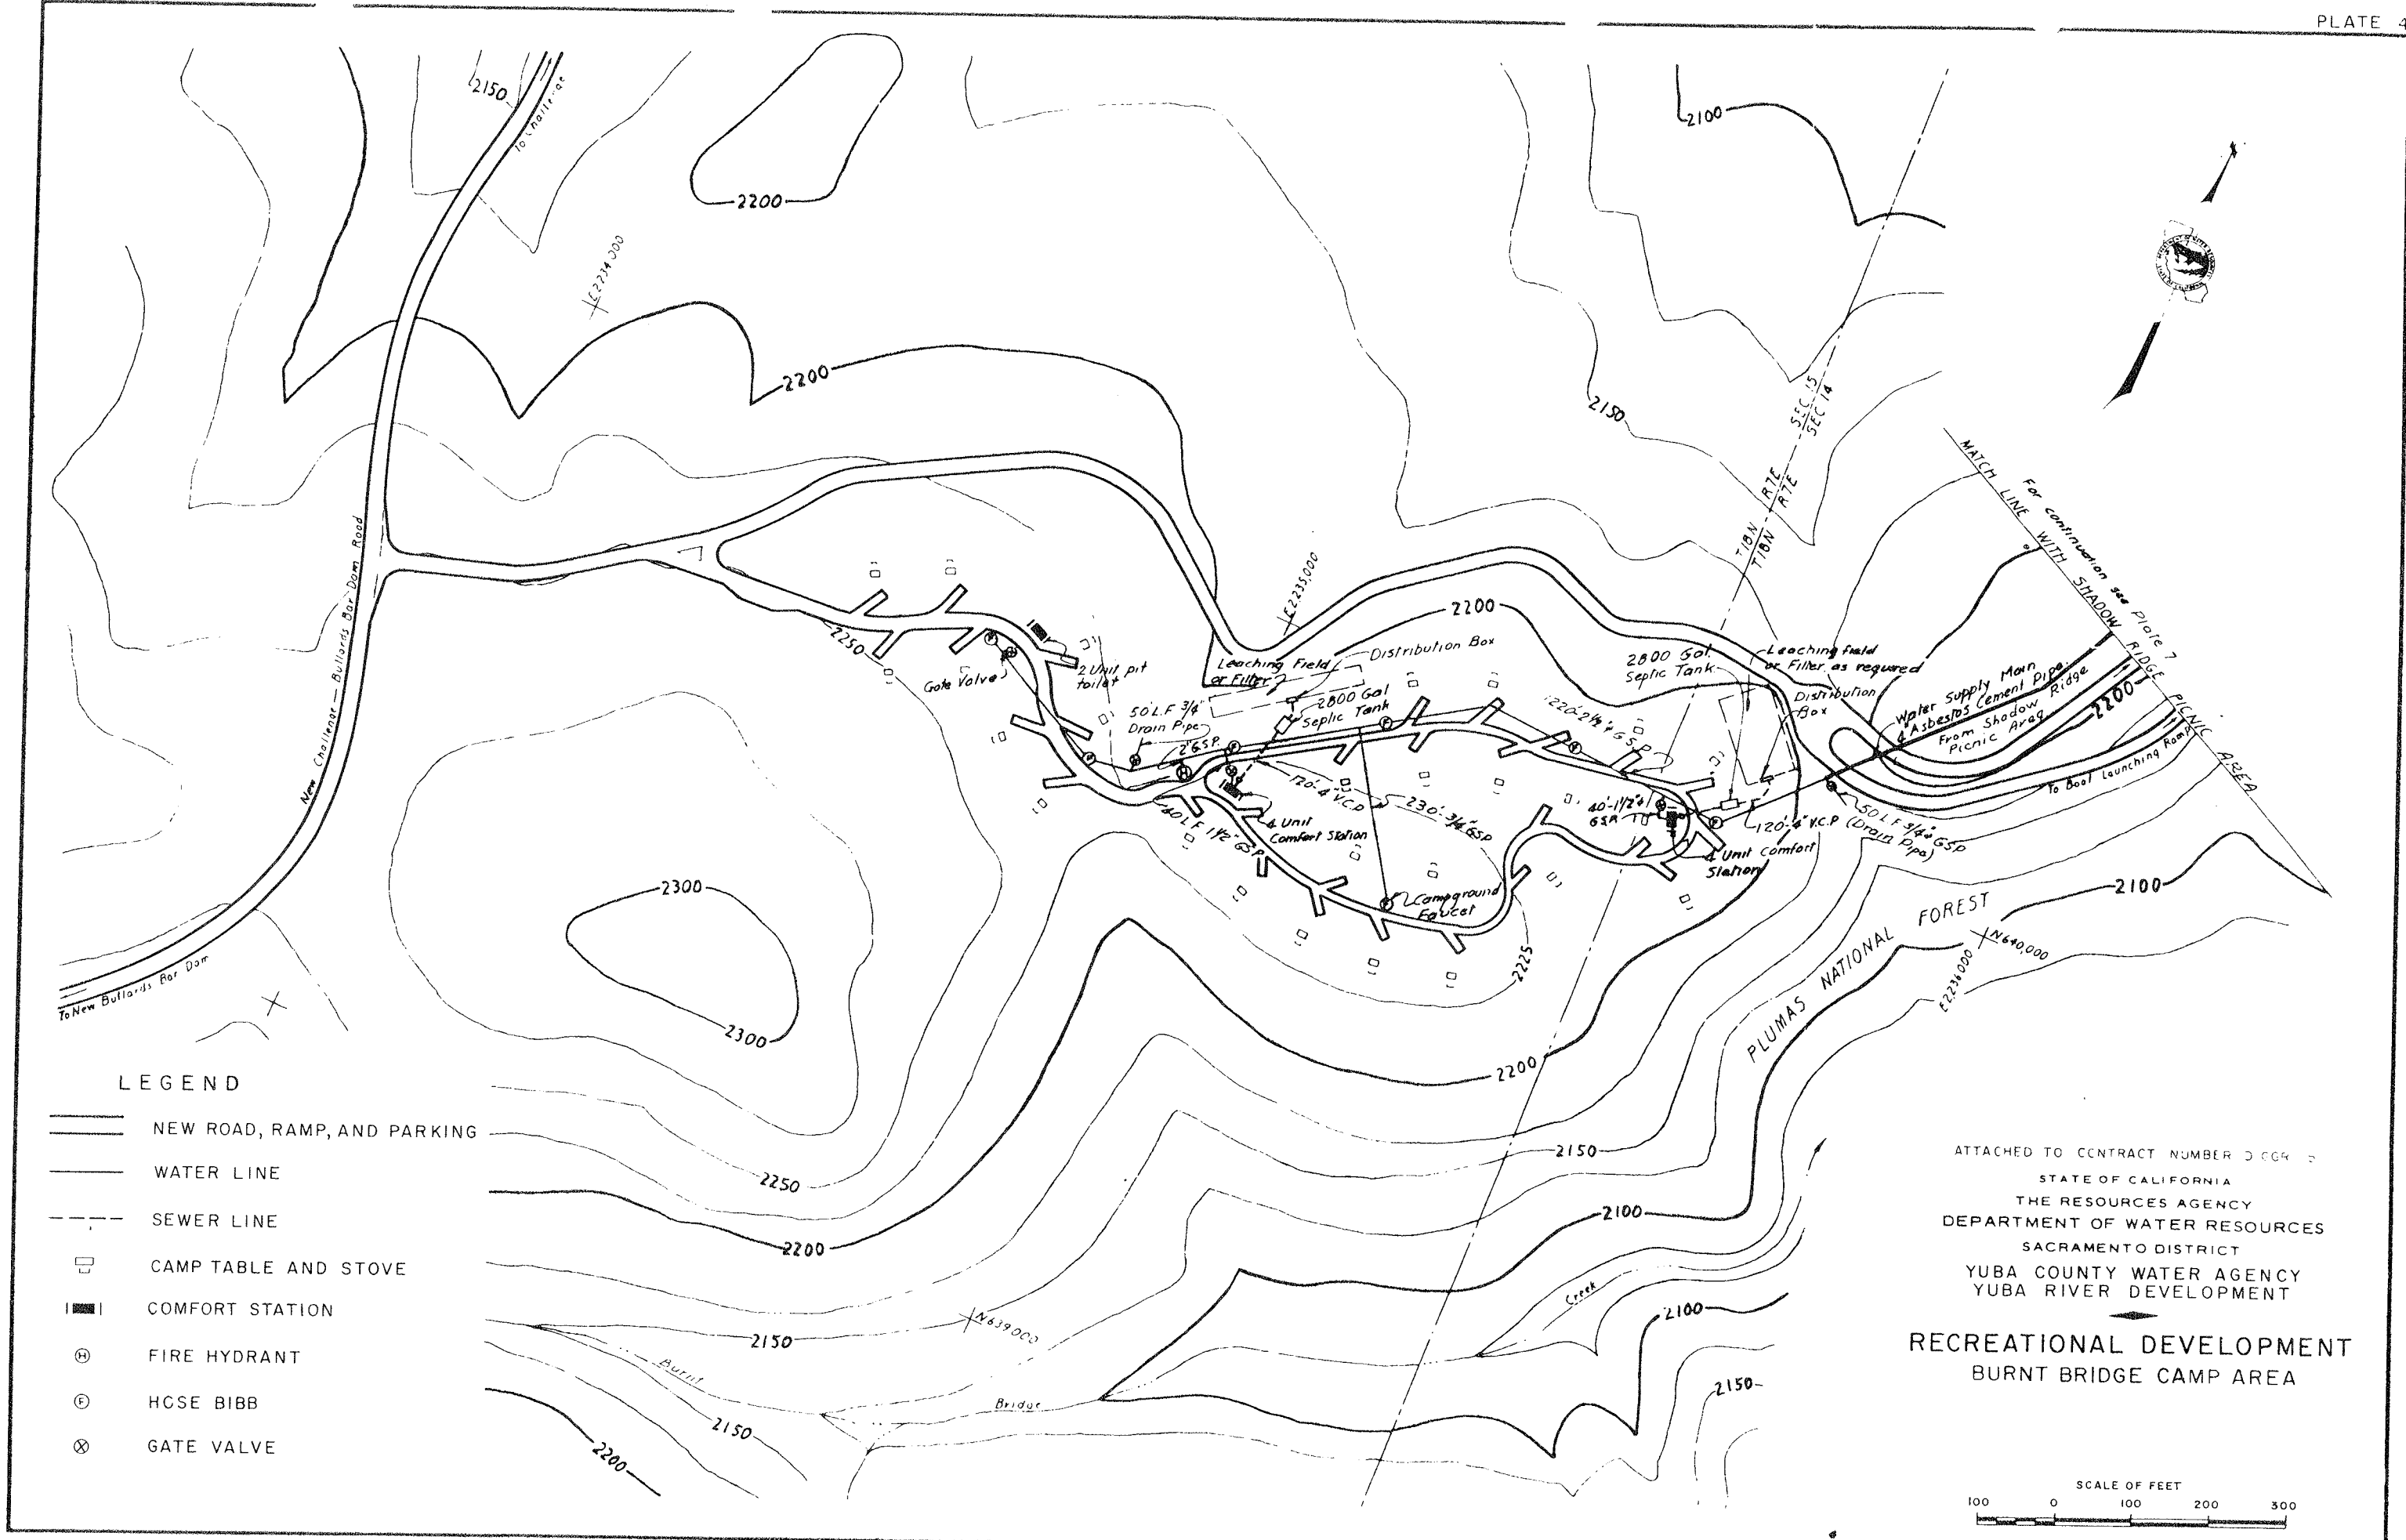 PLATE 4
2150
To Challenge
2100
2200
E2234,000
2200
2150
SEC 15
SEC 14
R7E
R7E
T18N
T18N
MATCH LINE WITH SHADOW RIDGE PICNIC AREA
For continuation see Plate 7
New Challenge - Bullards Bar Dam Road
E2235,000
2200
2250
Gate Valve
2 Unit pit
toilet
Leaching Field
or Filter
Distribution Box
2800 Gal
Septic Tank
50' L.F. 3/4"
Drain Pipe
2" G.S.P.
2800 Gal.
Septic Tank
Leaching field
or Filter as required
Distribution
Box
Water Supply Main
4" Asbestos Cement Pipe
From Shadow Ridge
Picnic Area
2200
To Boat Launching Ramp
120'-4" V.C.P.
230'-3/4" GSP
40 L.F. 1 1/2" GSP
4 Unit
Comfort Station
40'-1 1/2"
G.S.P.
120'-4" V.C.P
50 L.F. 3/4" GSP
(Drain Pipe)
4 Unit Comfort
Station
Campground
Faucet
2300
2300
2225
2200
2100
PLUMAS NATIONAL FOREST
N640,000
E2,236,000
To New Bullards Bar Dam
2250
2200
2150
2100
2150
N639,000
Burnt
Bridge
Creek
2100
2150
2150
2200
LEGEND
NEW ROAD, RAMP, AND PARKING
WATER LINE
SEWER LINE
CAMP TABLE AND STOVE
COMFORT STATION
H FIRE HYDRANT
F HOSE BIBB
GATE VALVE
ATTACHED TO CONTRACT NUMBER
STATE OF CALIFORNIA
THE RESOURCES AGENCY
DEPARTMENT OF WATER RESOURCES
SACRAMENTO DISTRICT
YUBA COUNTY WATER AGENCY
YUBA RIVER DEVELOPMENT
RECREATIONAL DEVELOPMENT
BURNT BRIDGE CAMP AREA
SCALE OF FEET
100 0 100 200 300